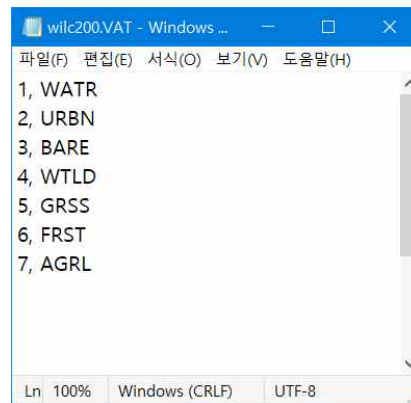 wilc200.VAT - Windows ...
파일(F) 편집(E) 서식(O) 보기(V) 도움말(H)
1, WATR
2, URBN
3, BARE
4, WTLD
5, GRSS
6, FRST
7, AGRL
Ln 100% Windows (CRLF) UTF-8